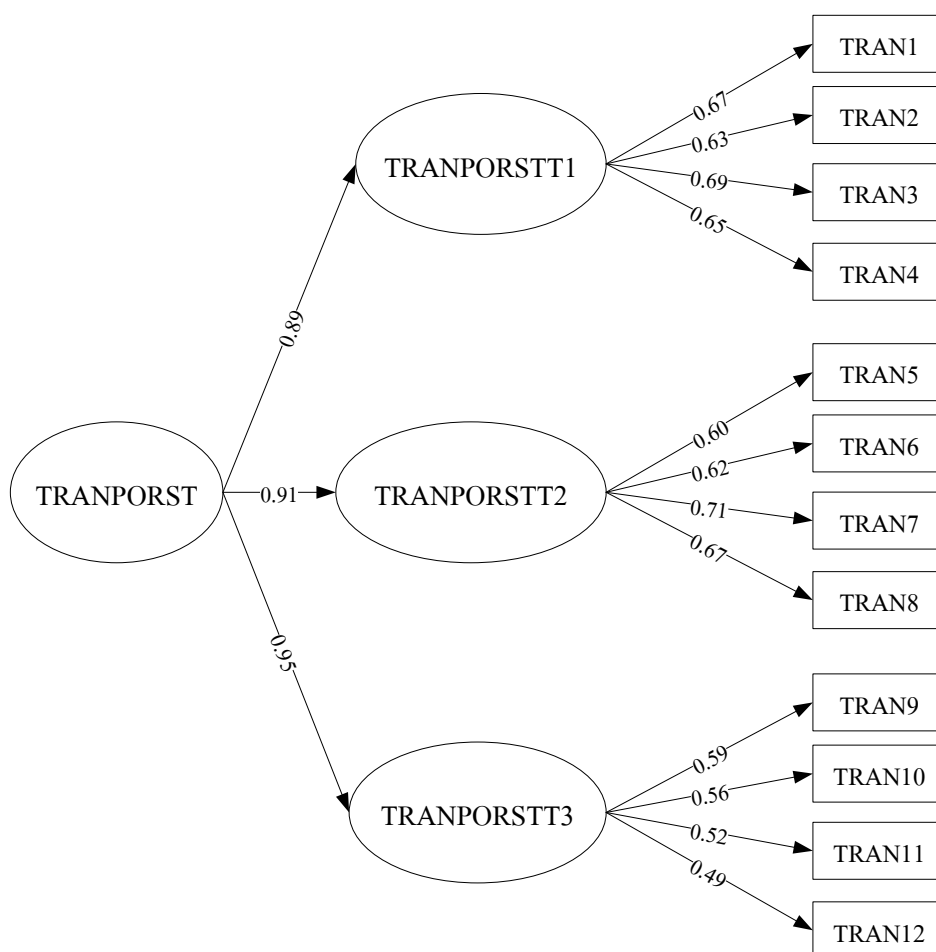 TRAN1
0.67
TRAN2
0.63
TRANPORSTT1
0.69
TRAN3
0.65
TRAN4
0.89
TRAN5
0.60
TRAN6
0.62
TRANPORST
0.91
TRANPORSTT2
0.71
TRAN7
0.67
TRAN8
0.95
TRAN9
0.59
TRAN10
0.56
TRANPORSTT3
0.52
TRAN11
0.49
TRAN12